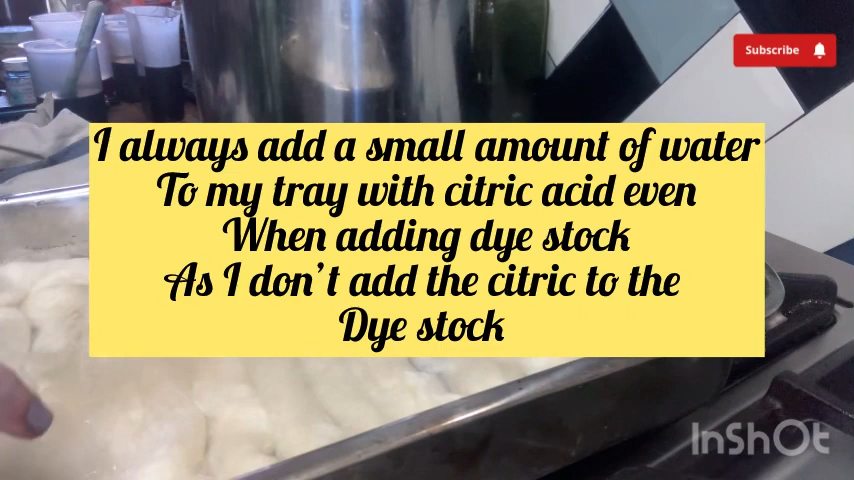 Subscribe
I always add a small amount of water
To my tray with citric acid even
When adding dye stock
As I don't add the citric to the
Dye stock
InShOt